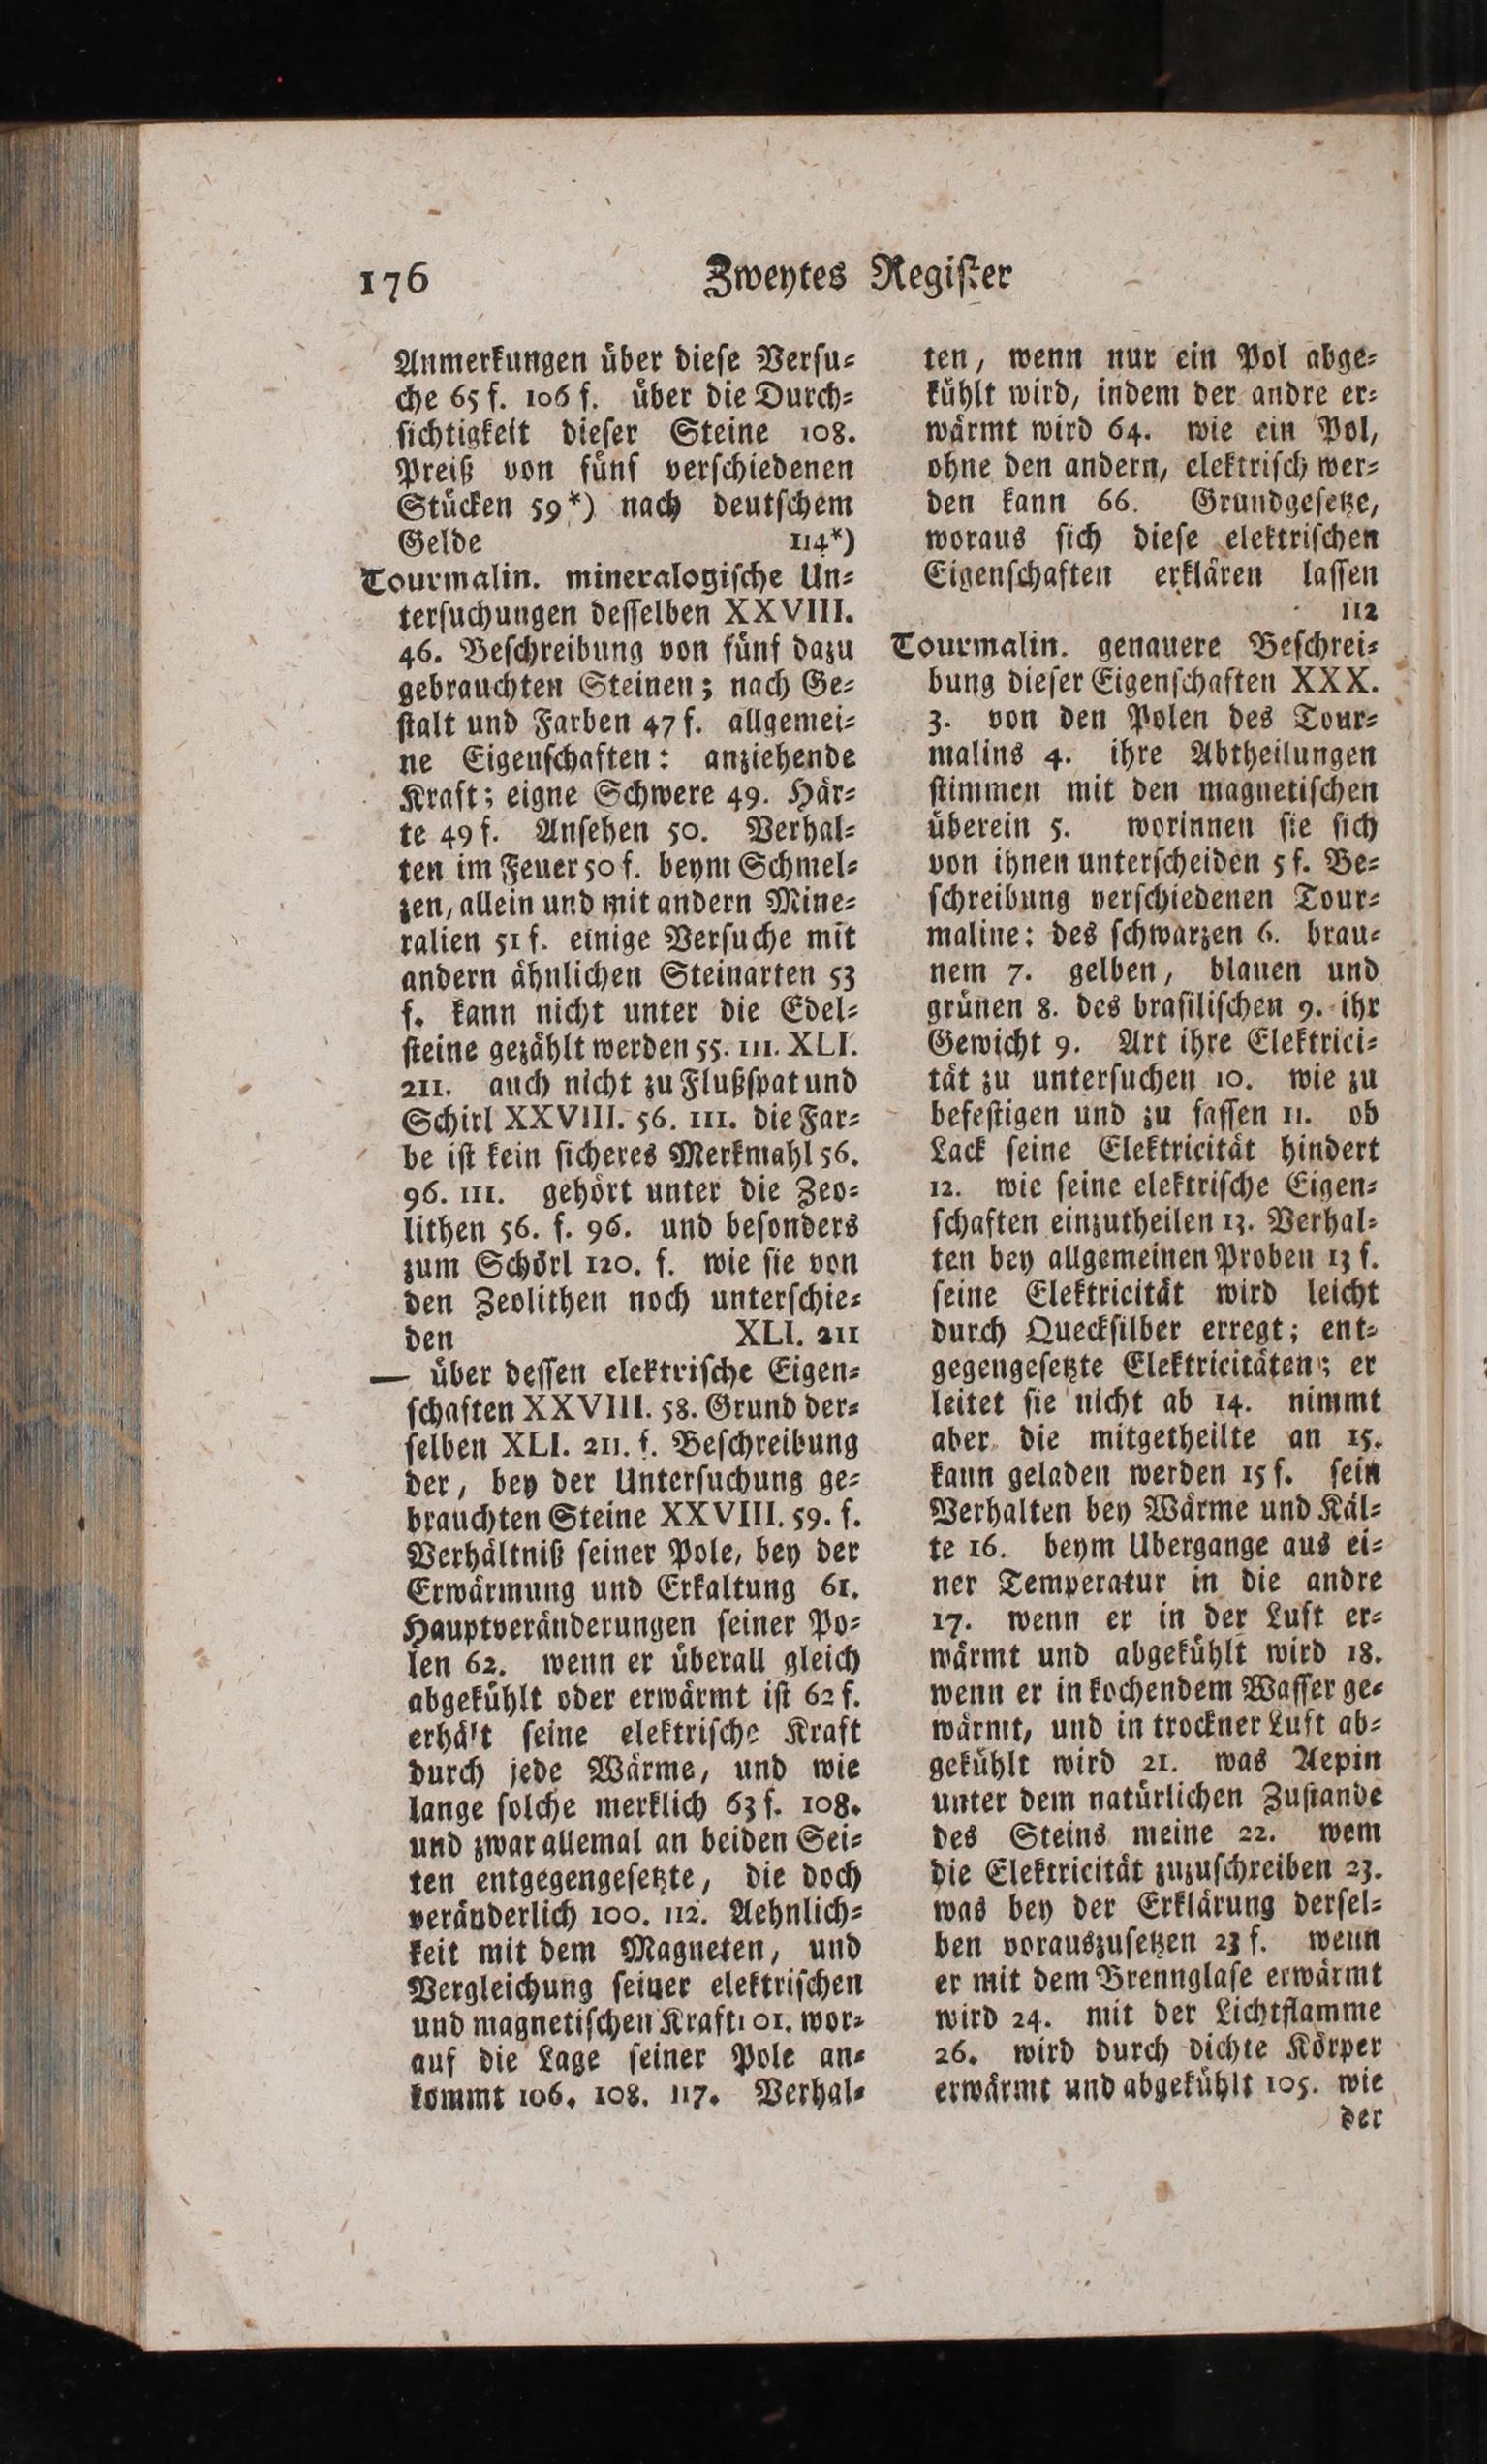 176 Zweytes Register
Anmerkungen über diese Versu-
che 65 f. 106 f. über die Durch-
sichtigkeit dieser Steine 108.
Preiß von fünf verschiedenen
Stücken 59*) nach deutschem
Gelde 114*)
Tourmalin. mineralogische Un-
tersuchungen desselben XXVIII.
46. Beschreibung von fünf dazu
gebrauchten Steinen; nach Ge-
stalt und Farben 47 f. allgemei-
ne Eigenschaften: anziehende
Kraft; eigne Schwere 49. Här-
te 49 f. Ansehen 50. Verhal-
ten im Feuer 50 f. beym Schmel-
zen, allein und mit andern Mine-
ralien 51 f. einige Versuche mit
andern ähnlichen Steinarten 53
f. kann nicht unter die Edel-
steine gezählt werden 55. 111. XLI.
211. auch nicht zu Flußspat und
Schirl XXVIII. 56. 111. die Far-
be ist kein sicheres Merkmahl 56.
96. 111. gehört unter die Zeo-
lithen 56. f. 96. und besonders
zum Schörl 120. f. wie sie von
den Zeolithen noch unterschie-
den XLI. 211
— über dessen elektrische Eigen-
schaften XXVIII. 58. Grund der-
selben XLI. 211. f. Beschreibung
der, bey der Untersuchung ge-
brauchten Steine XXVIII. 59. f.
Verhältniß seiner Pole, bey der
Erwärmung und Erkaltung 61.
Hauptveränderungen seiner Po-
len 62. wenn er überall gleich
abgekühlt oder erwärmt ist 62 f.
erhält seine elektrische Kraft
durch jede Wärme, und wie
lange solche merklich 63 f. 108.
und zwar allemal an beiden Sei-
ten entgegengesetzte, die doch
veränderlich 100. 112. Aehnlich-
keit mit dem Magneten, und
Vergleichung seiner elektrischen
und magnetischen Kraft 101. wor-
auf die Lage seiner Pole an-
kommt 106. 108. 117. Verhal-
ten, wenn nur ein Pol abge-
kühlt wird, indem der andre er-
wärmt wird 64. wie ein Pol,
ohne den andern, elektrisch wer-
den kann 66. Grundgesetze,
woraus sich diese elektrischen
Eigenschaften erklären lassen
112
Tourmalin. genauere Beschrei-
bung dieser Eigenschaften XXX.
3. von den Polen des Tour-
malins 4. ihre Abtheilungen
stimmen mit den magnetischen
überein 5. worinnen sie sich
von ihnen unterscheiden 5 f. Be-
schreibung verschiedenen Tour-
maline: des schwarzen 6. brau-
nem 7. gelben, blauen und
grünen 8. des brasilischen 9. ihr
Gewicht 9. Art ihre Elektrici-
tät zu untersuchen 10. wie zu
befestigen und zu fassen 11. ob
Lack seine Elektricität hindert
12. wie seine elektrische Eigen-
schaften einzutheilen 13. Verhal-
ten bey allgemeinen Proben 13 f.
seine Elektricität wird leicht
durch Quecksilber erregt; ent-
gegengesetzte Elektricitäten; er
leitet sie nicht ab 14. nimmt
aber die mitgetheilte an 15.
kann geladen werden 15 f. sein
Verhalten bey Wärme und Käl-
te 16. beym Ubergange aus ei-
ner Temperatur in die andre
17. wenn er in der Luft er-
wärmt und abgekühlt wird 18.
wenn er in kochendem Wasser ge-
wärmt, und in trockner Luft ab-
gekühlt wird 21. was Aepin
unter dem natürlichen Zustande
des Steins meine 22. wem
die Elektricität zuzuschreiben 23.
was bey der Erklärung dersel-
ben vorauszusetzen 23 f. wenn
er mit dem Brennglase erwärmt
wird 24. mit der Lichtflamme
26. wird durch dichte Körper
erwärmt und abgekühlt 105. wie
der